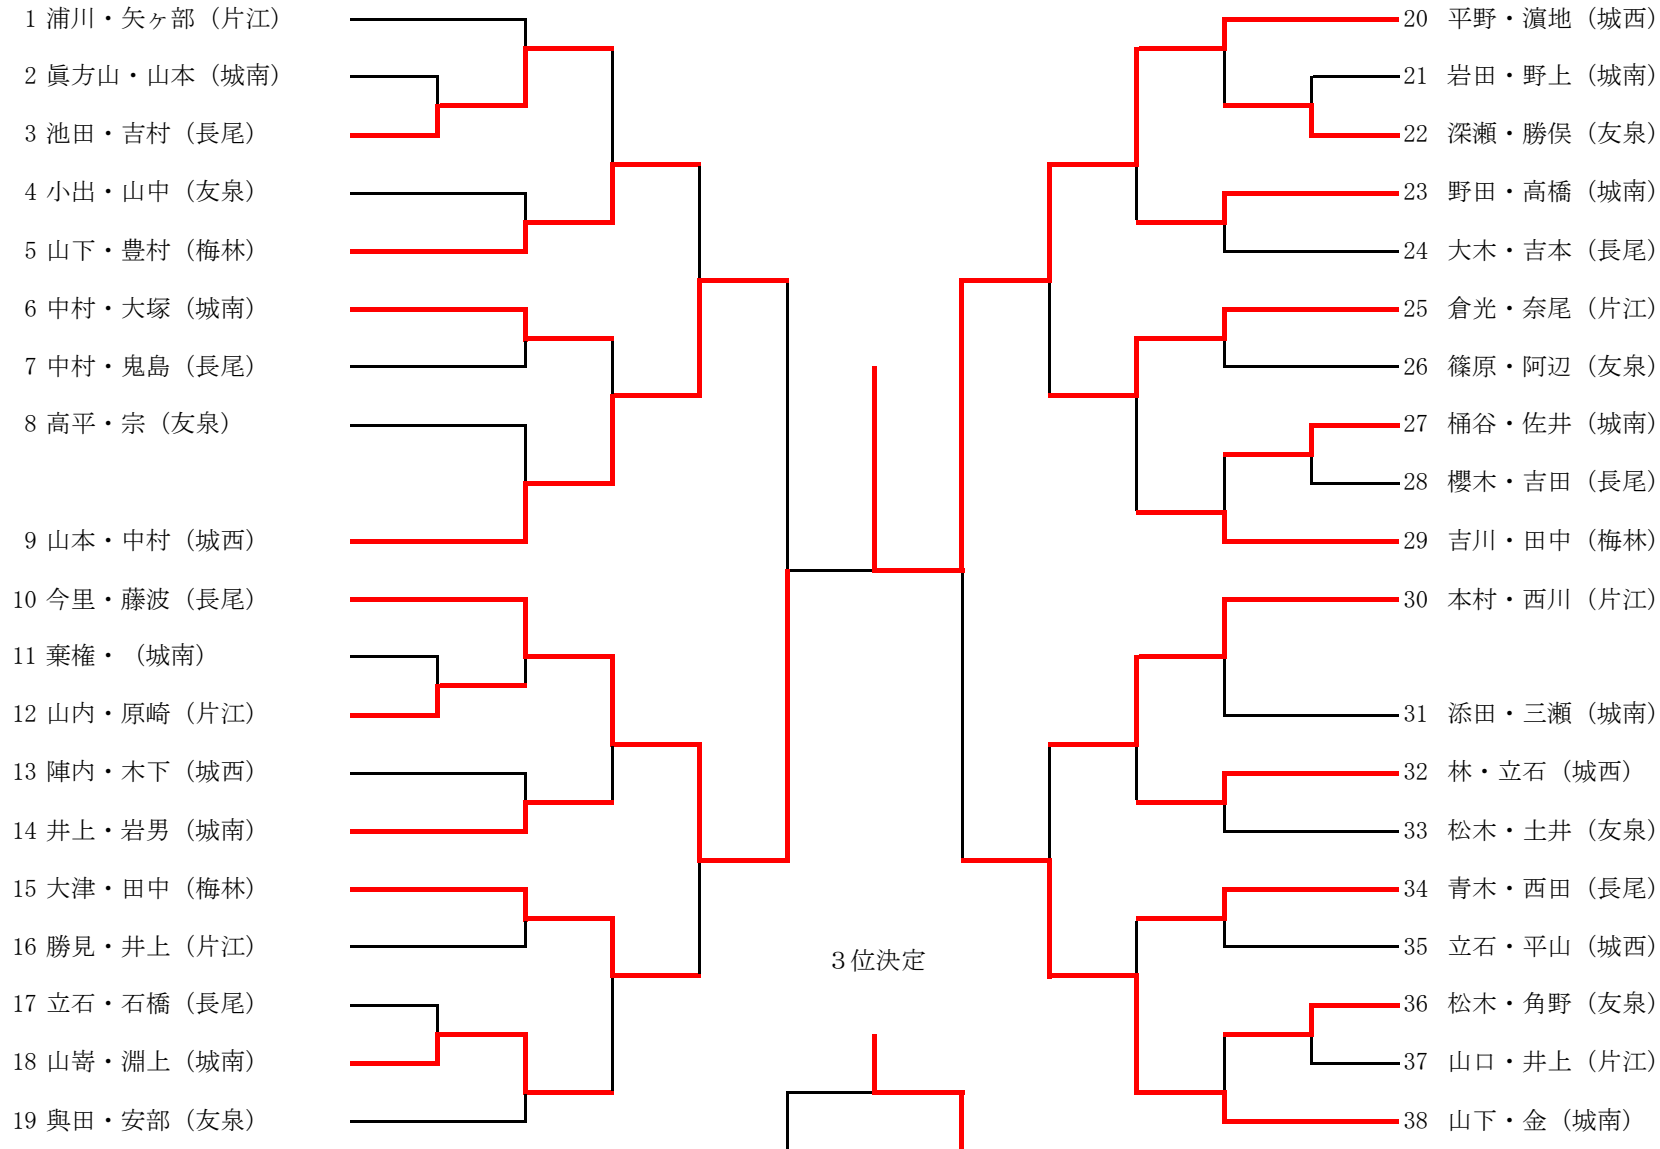 1 浦川・矢ヶ部（片江）
2 眞方山・山本（城南）
3 池田・吉村（長尾）
4 小出・山中（友泉）
5 山下・豊村（梅林）
6 中村・大塚（城南）
7 中村・鬼島（長尾）
8 高平・宗（友泉）
9 山本・中村（城西）
10 今里・藤波（長尾）
11 棄権・（城南）
12 山内・原崎（片江）
13 陣内・木下（城西）
14 井上・岩男（城南）
15 大津・田中（梅林）
16 勝見・井上（片江）
17 立石・石橋（長尾）
18 山嵜・淵上（城南）
19 與田・安部（友泉）
３位決定
20 平野・濵地（城西）
21 岩田・野上（城南）
22 深瀬・勝俣（友泉）
23 野田・高橋（城南）
24 大木・吉本（長尾）
25 倉光・奈尾（片江）
26 篠原・阿辺（友泉）
27 桶谷・佐井（城南）
28 櫻木・吉田（長尾）
29 吉川・田中（梅林）
30 本村・西川（片江）
31 添田・三瀬（城南）
32 林・立石（城西）
33 松木・土井（友泉）
34 青木・西田（長尾）
35 立石・平山（城西）
36 松木・角野（友泉）
37 山口・井上（片江）
38 山下・金（城南）